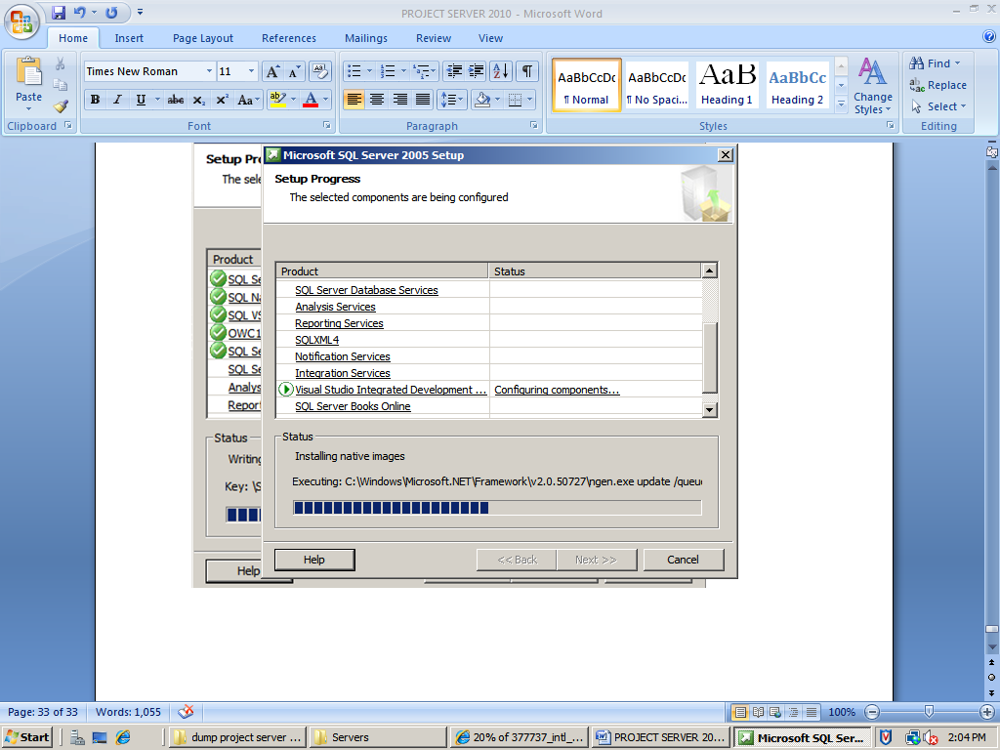 PROJECT SERVER 2010 - Microsoft Word
Home Insert Page Layout References Mailings Review View
Paste
Clipboard
Times New Roman 11
B I U abc X₂ X² Aa
ab A
Font
Paragraph
AaBbCcDc AaBbCcDc AaB AaBbCc
¶ Normal ¶ No Spaci... Heading 1 Heading 2
Change Styles
Styles
Find
Replace
Select
Editing
Setup Pr
The sele
Product
SQL Se
SQL Na
SQL VS
OWC1
SQL Se
SQL Se
Analys
Report
Status
Writing
Key: \S
Help
Microsoft SQL Server 2005 Setup
Setup Progress
The selected components are being configured
Product Status
SQL Server Database Services
Analysis Services
Reporting Services
SQLXML4
Notification Services
Integration Services
Visual Studio Integrated Development ... Configuring components...
SQL Server Books Online
Status
Installing native images
Executing: C:\Windows\Microsoft.NET\Framework\v2.0.50727\ngen.exe update /queue
Help << Back Next >> Cancel
Page: 33 of 33 Words: 1,055 100%
Start dump project server ... Servers 20% of 377737_intl_... PROJECT SERVER 20... Microsoft SQL Ser... 2:04 PM